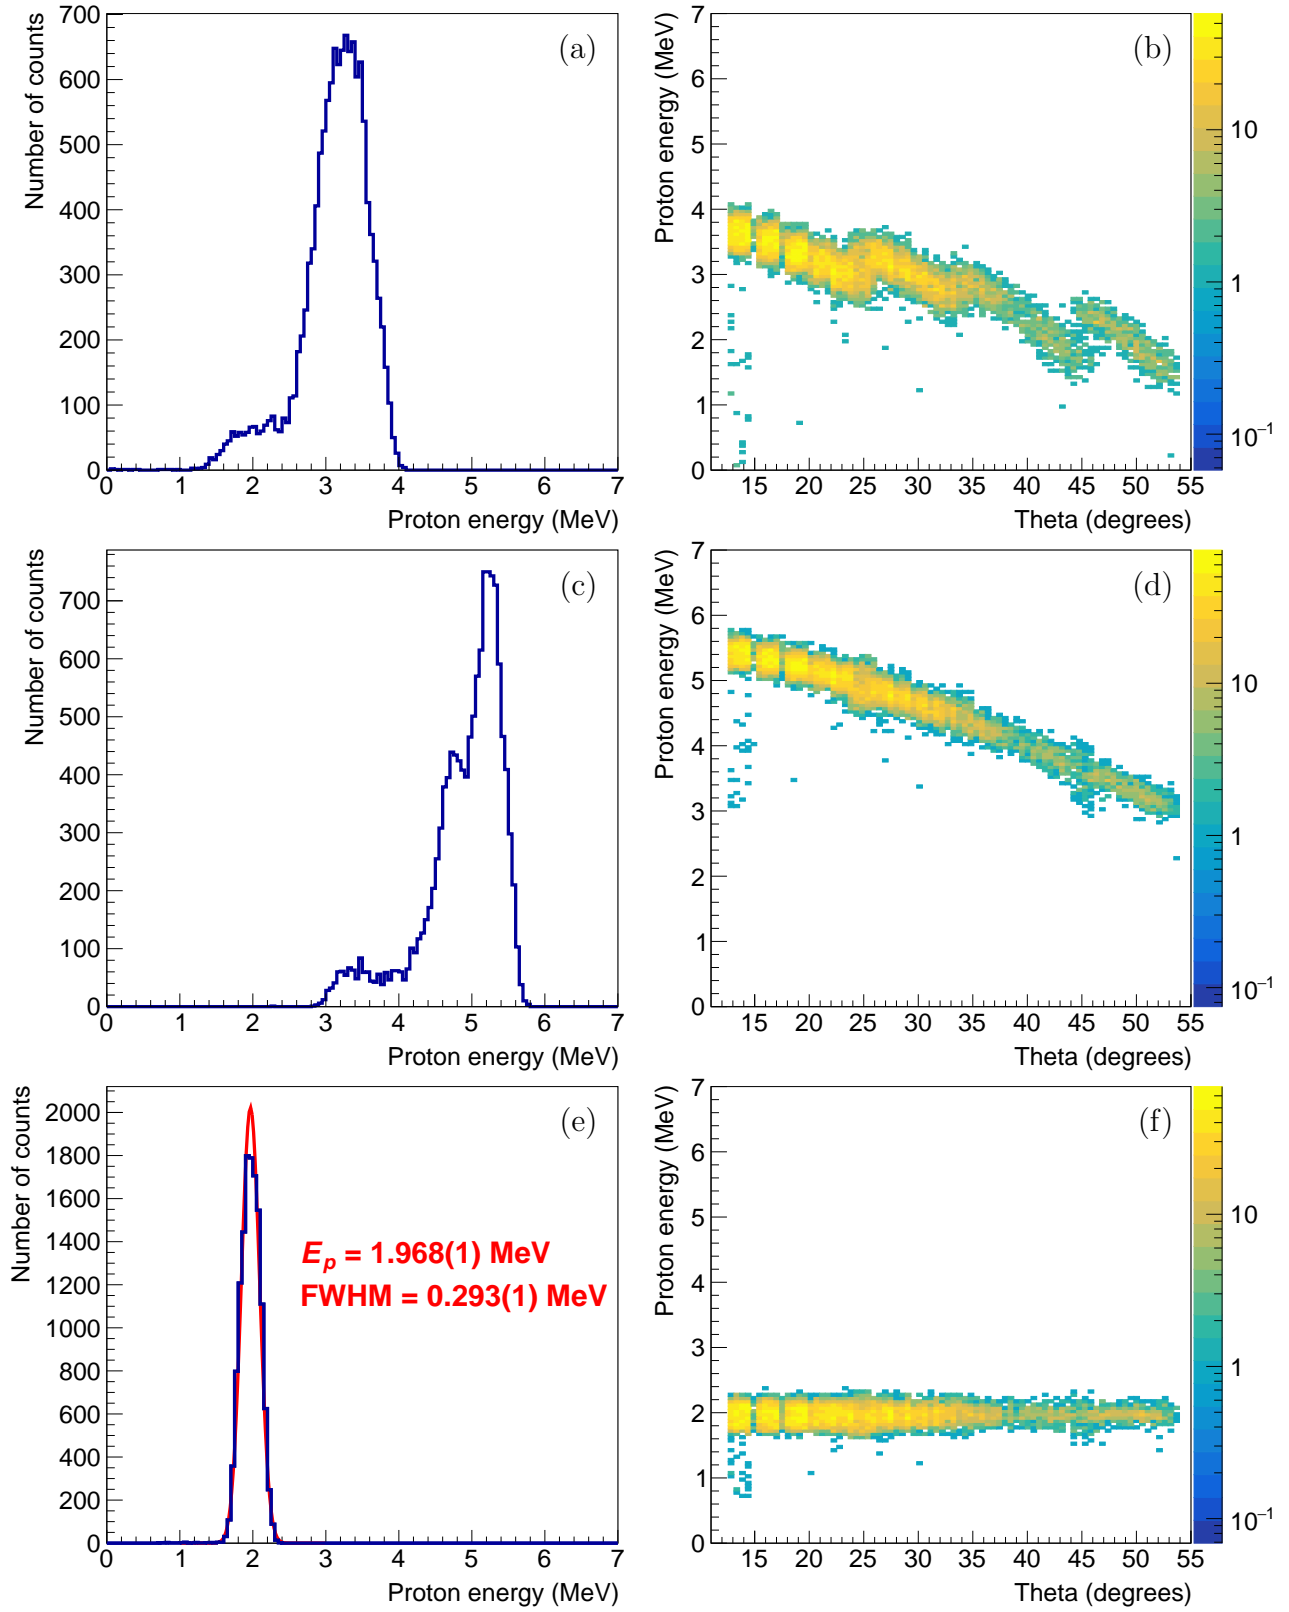 Number of counts
700
600
500
400
300
200
100
0
(a)
0 1 2 3 4 5 6 7
Proton energy (MeV)
Proton energy (MeV)
7
6
5
4
3
2
1
0
(b)
15 20 25 30 35 40 45 50 55
Theta (degrees)
10
1
10⁻¹
Number of counts
700
600
500
400
300
200
100
0
(c)
0 1 2 3 4 5 6 7
Proton energy (MeV)
Proton energy (MeV)
7
6
5
4
3
2
1
0
(d)
15 20 25 30 35 40 45 50 55
Theta (degrees)
10
1
10⁻¹
Number of counts
2000
1800
1600
1400
1200
1000
800
600
400
200
0
(e)
E_p = 1.968(1) MeV
FWHM = 0.293(1) MeV
0 1 2 3 4 5 6 7
Proton energy (MeV)
Proton energy (MeV)
7
6
5
4
3
2
1
0
(f)
15 20 25 30 35 40 45 50 55
Theta (degrees)
10
1
10⁻¹